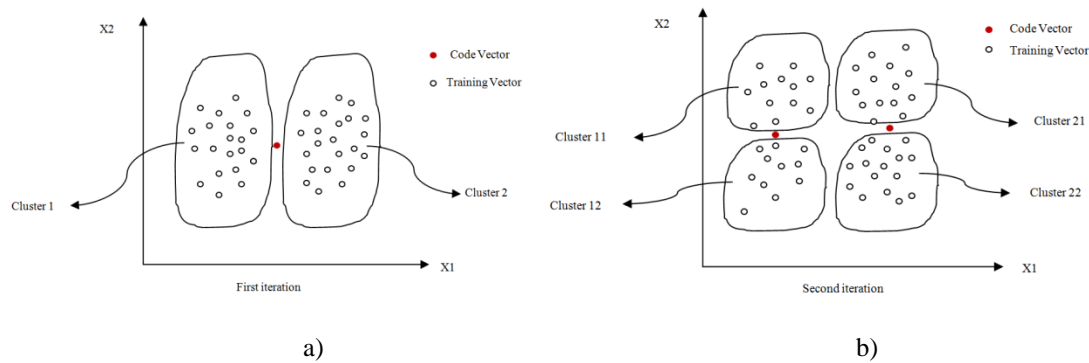 X2
Code Vector
Training Vector
Cluster 1
Cluster 2
X1
First iteration
a)
X2
Code Vector
Training Vector
Cluster 11
Cluster 21
Cluster 12
Cluster 22
X1
Second iteration
b)